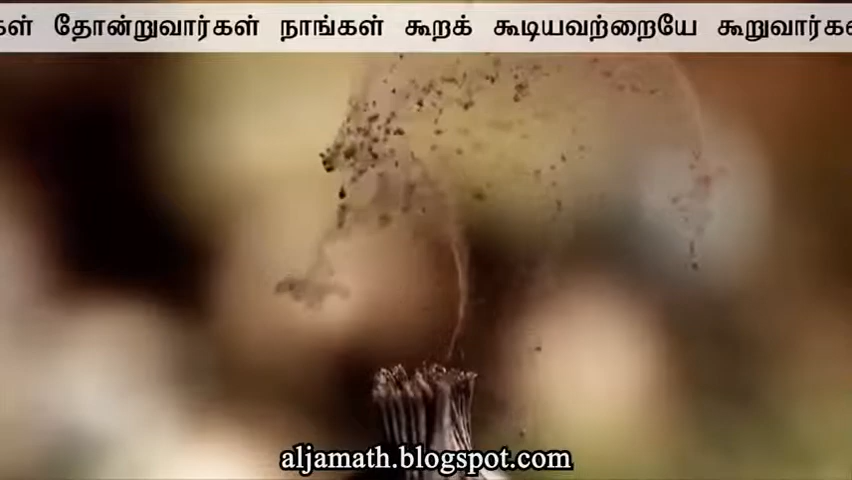 தோன்றுவார்கள் நாங்கள் கூறக் கூடியவற்றையே
aljamath.blogspot.com